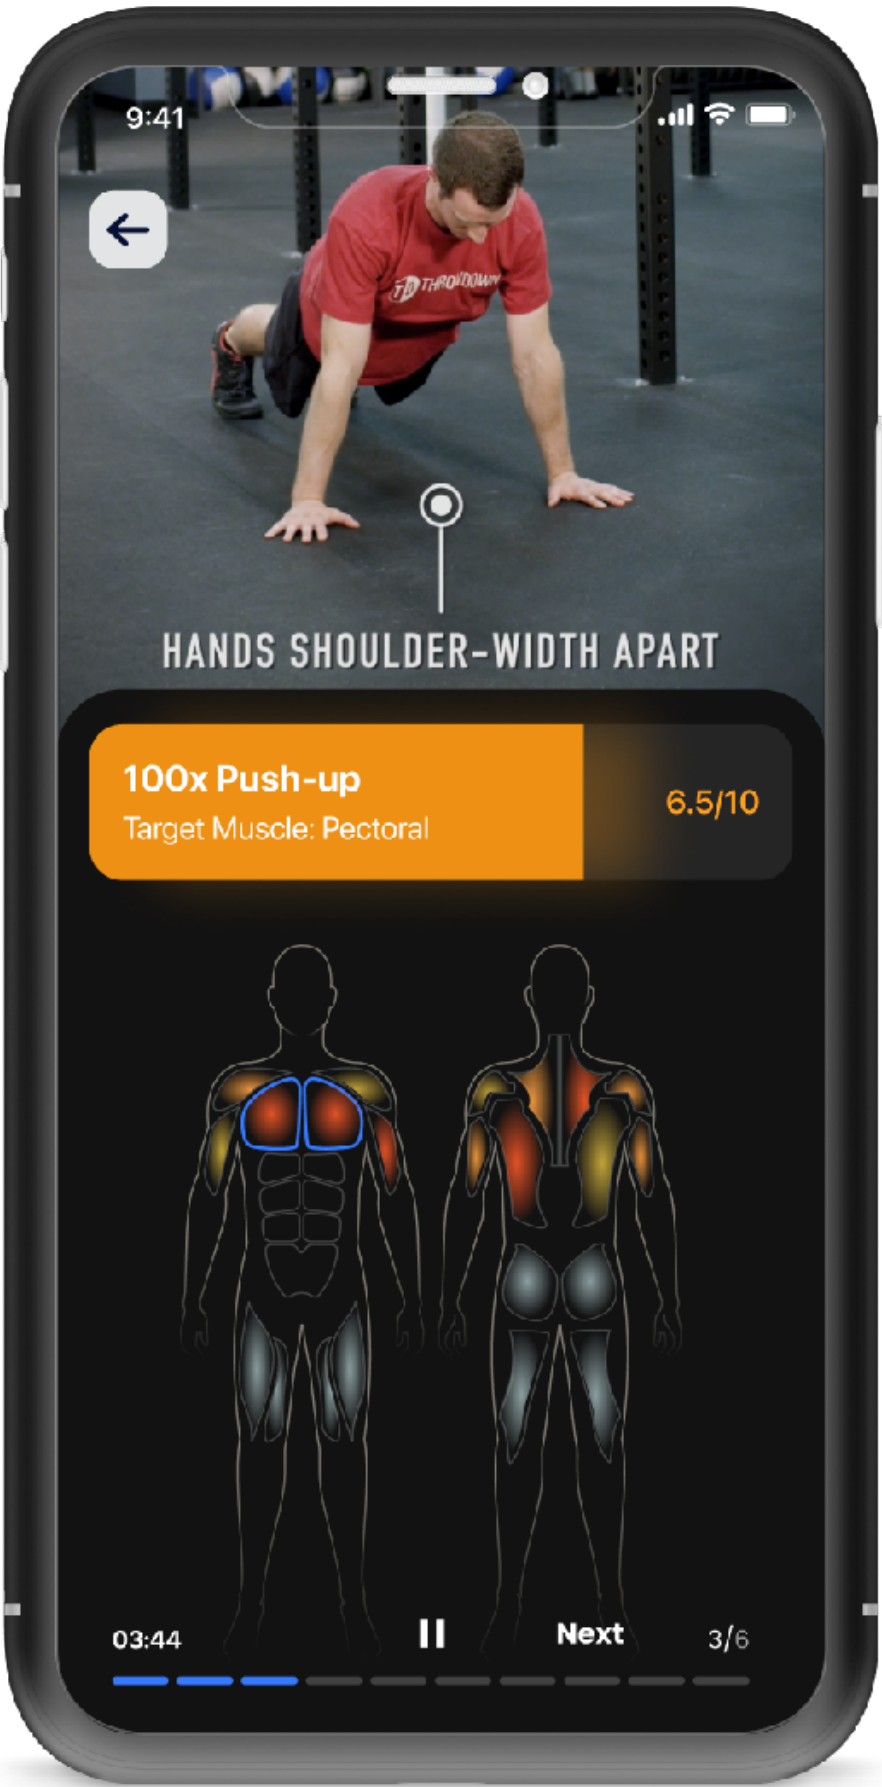 9:41
THROWDOWN
HANDS SHOULDER-WIDTH APART
100x Push-up
Target Muscle: Pectoral
6.5/10
03:44
Next
3/6